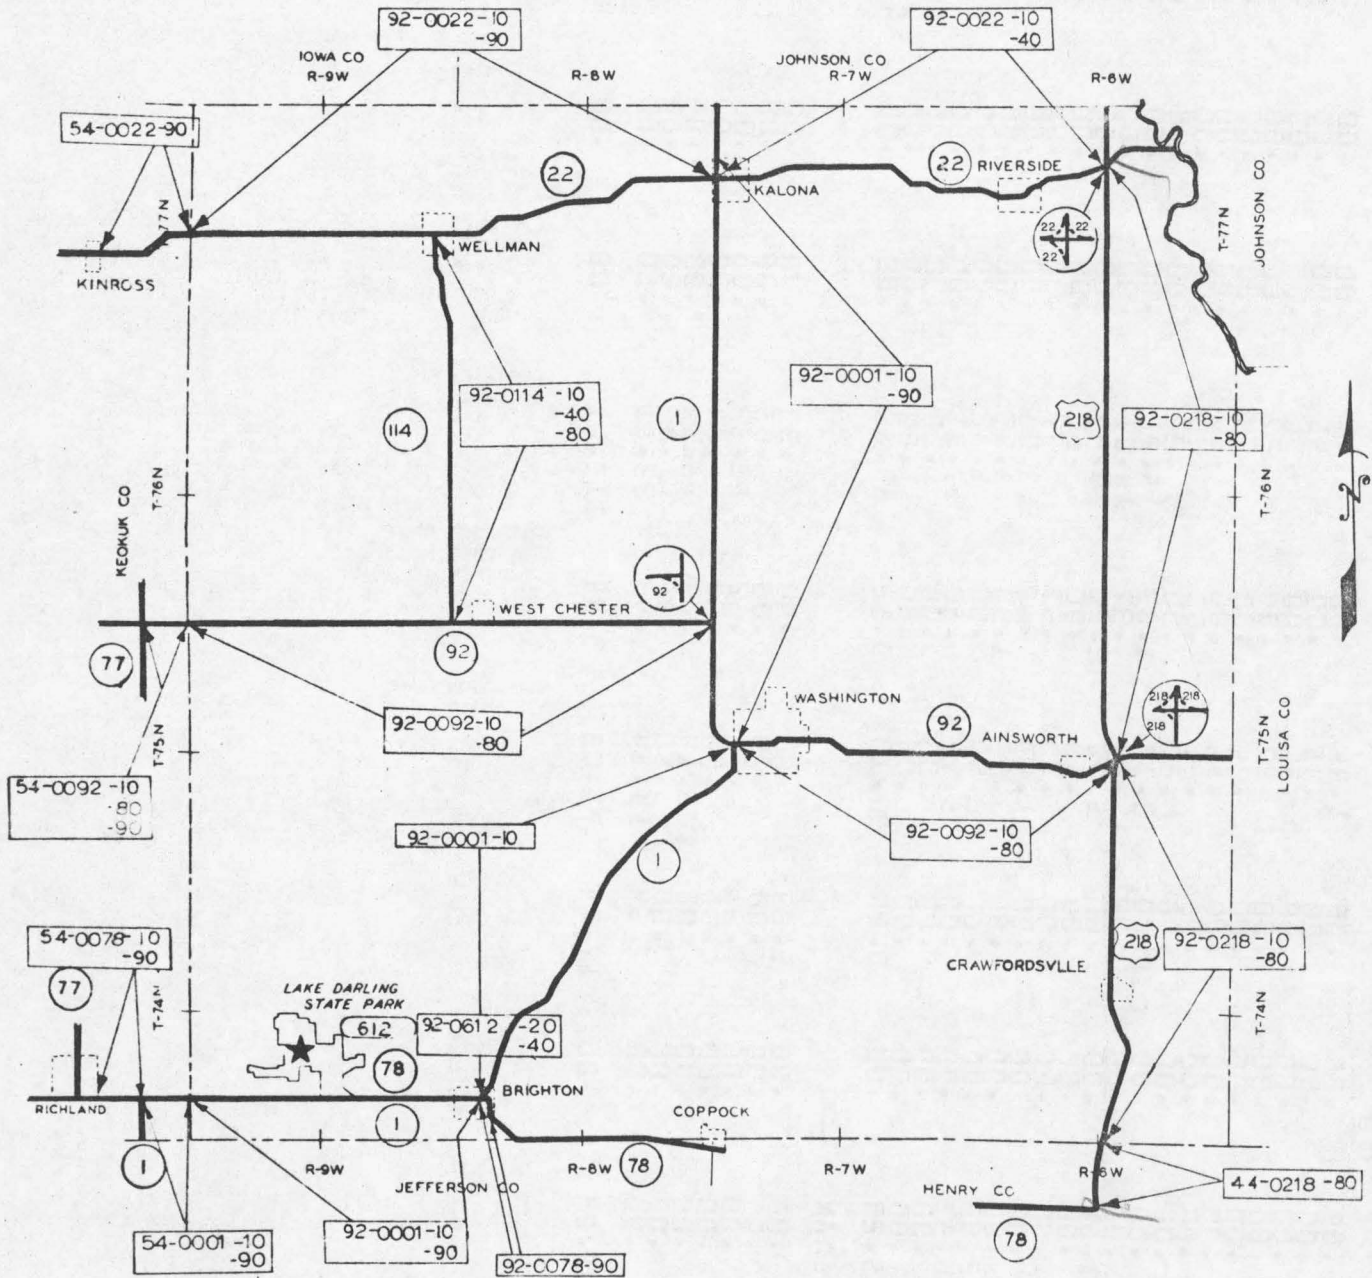 92-0022-10
-90
92-0022-10
-40
IOWA CO
R-9W
R-8W
JOHNSON CO
R-7W
R-6W
54-0022-90
22
22
RIVERSIDE
KALONA
77 N
WELLMAN
KINROSS
22
22
22
T-77N
JOHNSON CO
92-0001-10
-90
92-0114 -10
-40
-80
114
1
218
92-0218-10
-80
T-76N
T-76N
KEOKUK CO
92
WEST CHESTER
77
92
92-0092-10
-80
WASHINGTON
92
AINSWORTH
218
218
218
T-75N
LOUISA CO
T-75N
54-0092 -10
-80
-90
92-0001-10
92-0092-10
-80
1
54-0078-10
-90
77
92-0218-10
-80
218
CRAWFORDSVLLE
T-74N
T-74N
LAKE DARLING
STATE PARK
612
92-0612 -20
-40
78
BRIGHTON
RICHLAND
1
COPPOCK
1
R-9W
R-8W
78
R-7W
R-6W
JEFFERSON CO
HENRY CO
44-0218 -80
78
54-0001 -10
-90
92-0001-10
-90
92-0078-90